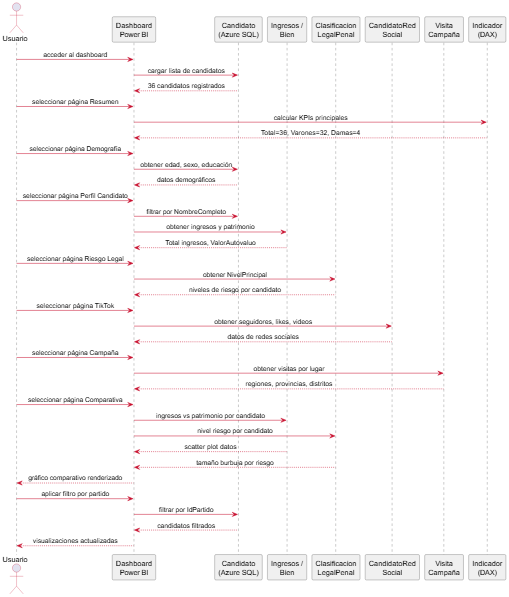 Usuario
Dashboard
Power BI
Candidato
(Azure SQL)
Ingresos /
Bien
Clasificacion
LegalPenal
CandidatoRed
Social
Visita
Campaña
Indicador
(DAX)
acceder al dashboard
cargar lista de candidatos
36 candidatos registrados
seleccionar página Resumen
calcular KPIs principales
Total=36, Varones=32, Damas=4
seleccionar página Demografía
obtener edad, sexo, educación
datos demográficos
seleccionar página Perfil Candidato
filtrar por NombreCompleto
obtener ingresos y patrimonio
Total ingresos, ValorAutovaluo
seleccionar página Riesgo Legal
obtener NivelPrincipal
niveles de riesgo por candidato
seleccionar página TikTok
obtener seguidores, likes, videos
datos de redes sociales
seleccionar página Campaña
obtener visitas por lugar
regiones, provincias, distritos
seleccionar página Comparativa
ingresos vs patrimonio por candidato
nivel riesgo por candidato
scatter plot datos
tamaño burbuja por riesgo
gráfico comparativo renderizado
aplicar filtro por partido
filtrar por IdPartido
candidatos filtrados
visualizaciones actualizadas
Usuario
Dashboard
Power BI
Candidato
(Azure SQL)
Ingresos /
Bien
Clasificacion
LegalPenal
CandidatoRed
Social
Visita
Campaña
Indicador
(DAX)